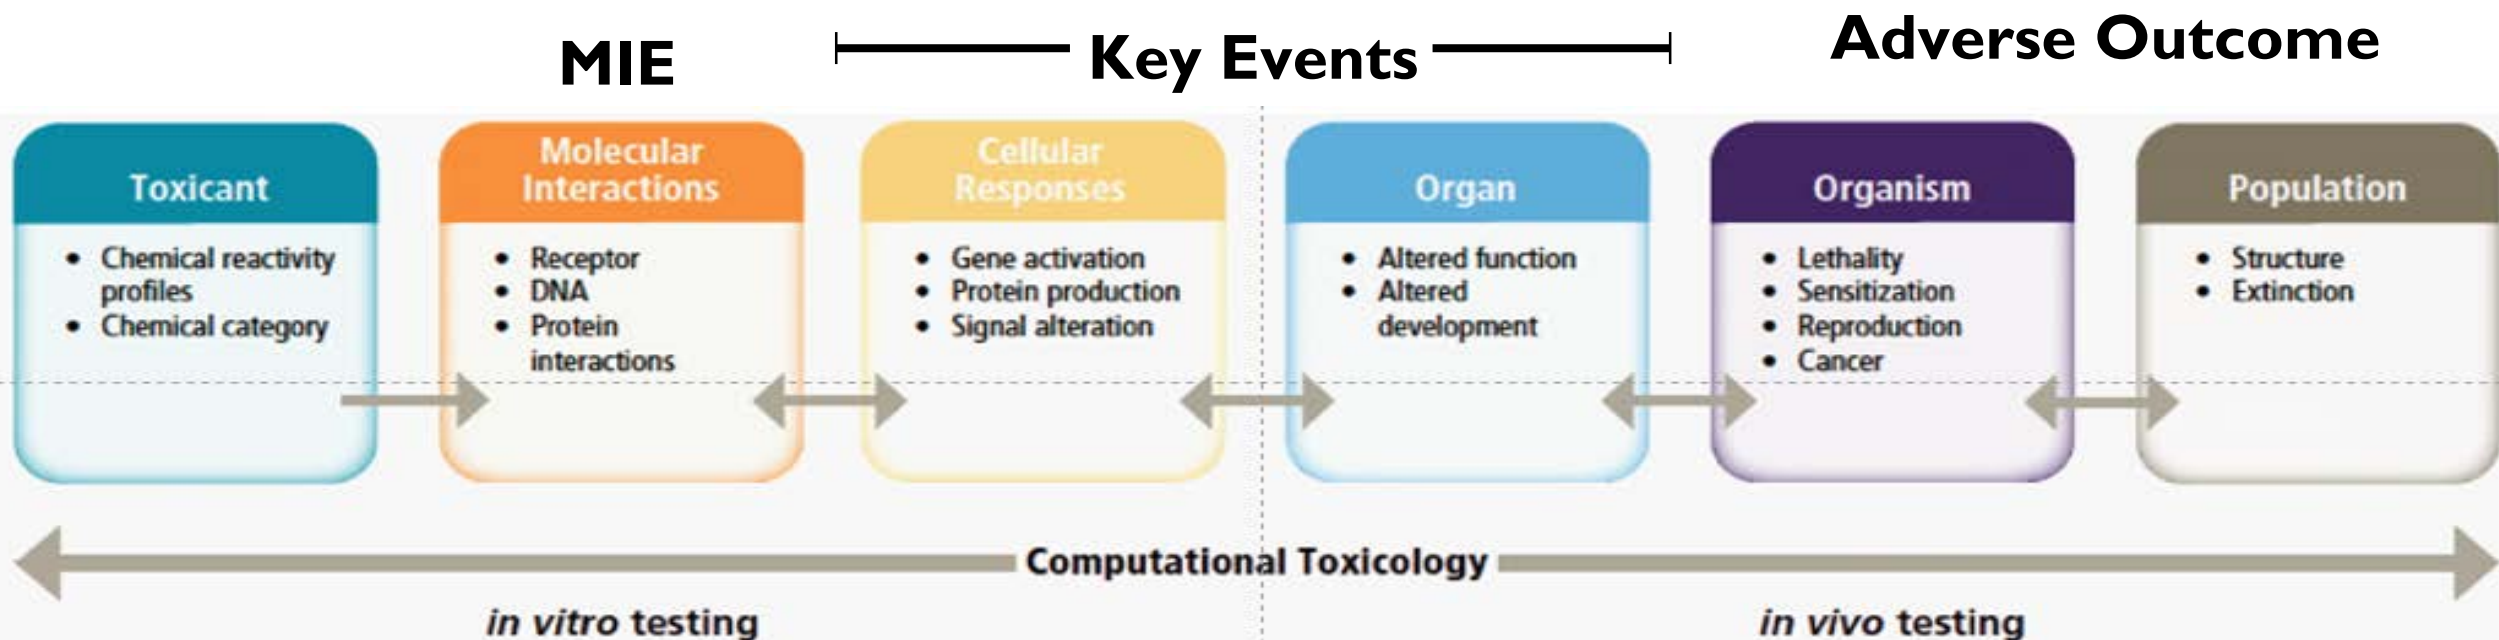 MIE
Key Events
Adverse Outcome
Toxicant
• Chemical reactivity
profiles
• Chemical category
Molecular
Interactions
• Receptor
• DNA
• Protein
interactions
Cellular
Responses
• Gene activation
• Protein production
• Signal alteration
Organ
• Altered function
• Altered
development
Organism
• Lethality
• Sensitization
• Reproduction
• Cancer
Population
• Structure
• Extinction
Computational Toxicology
in vitro testing
in vivo testing